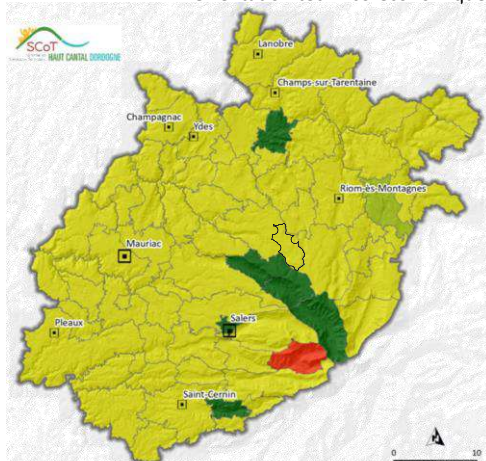 SCoT
HAUT CANTAL DORDOGNE
Lanobre
Champs-sur-Tarentaine
Champagnac
Ydes
Riom-ès-Montagnes
Mauriac
Salers
Pleaux
Saint-Cernin
0 10